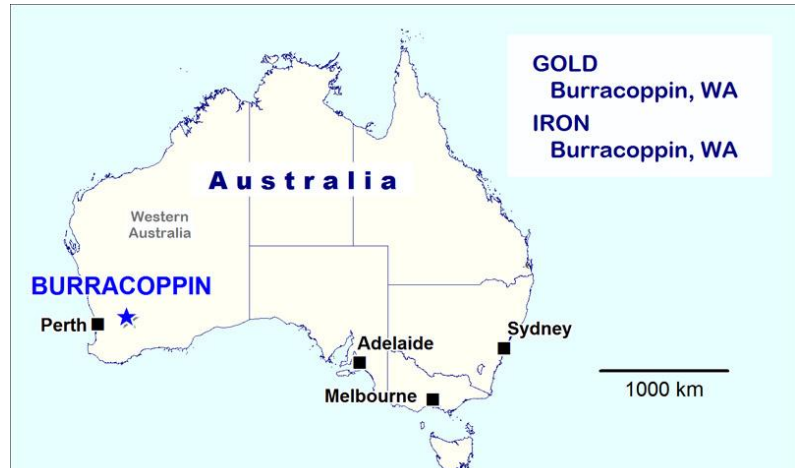 GOLD
Burracoppin, WA
IRON
Burracoppin, WA
Australia
Western
Australia
BURRACOPPIN
Perth
Adelaide
Sydney
Melbourne
1000 km